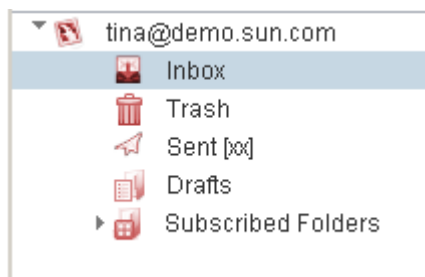 tina@demo.sun.com
Inbox
Trash
Sent [xx]
Drafts
Subscribed Folders